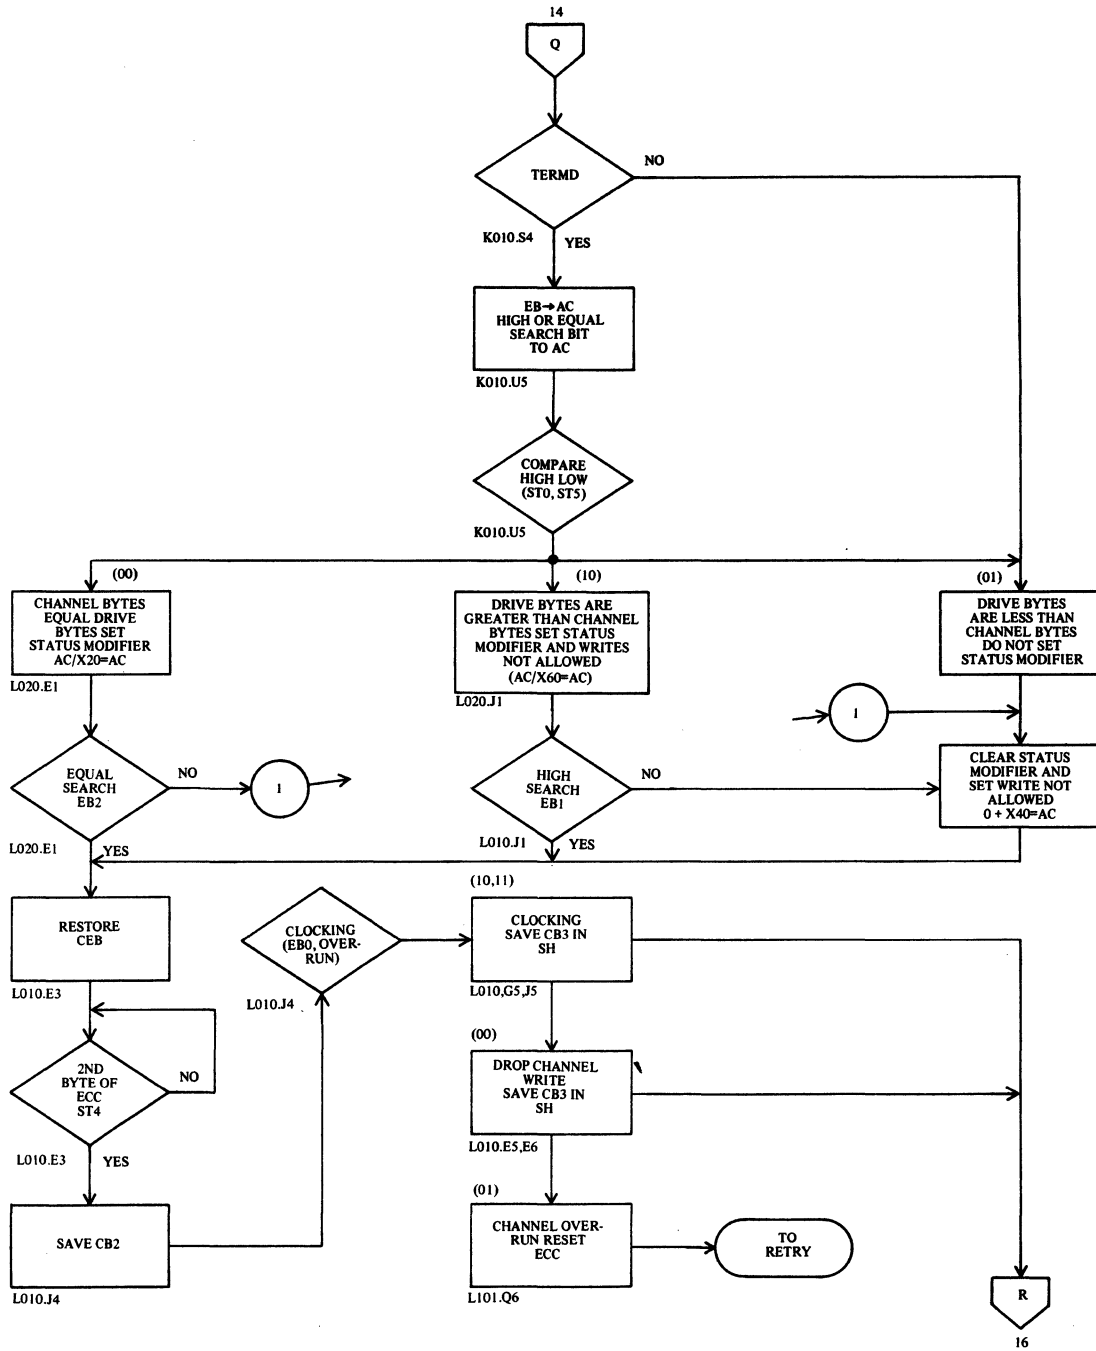 14
Q
TERMD
NO
K010.S4
YES
EB→AC
HIGH OR EQUAL
SEARCH BIT
TO AC
K010.U5
COMPARE
HIGH LOW
(ST0, ST5)
K010.U5
(00)
(10)
(01)
CHANNEL BYTES
EQUAL DRIVE
BYTES SET
STATUS MODIFIER
AC/X20=AC
L020.E1
DRIVE BYTES ARE
GREATER THAN CHANNEL
BYTES SET STATUS
MODIFIER AND WRITES
NOT ALLOWED
(AC/X60=AC)
L020.J1
DRIVE BYTES
ARE LESS THAN
CHANNEL BYTES
DO NOT SET
STATUS MODIFIER
1
EQUAL
SEARCH
EB2
NO
1
L020.E1
YES
HIGH
SEARCH
EB1
NO
L010.J1
YES
CLEAR STATUS
MODIFIER AND
SET WRITE NOT
ALLOWED
0 + X40=AC
RESTORE
CEB
L010.E3
2ND
BYTE OF
ECC
ST4
NO
L010.E3
YES
SAVE CB2
L010.J4
CLOCKING
(EB0, OVER-
RUN)
L010.J4
(10,11)
CLOCKING
SAVE CB3 IN
SH
L010,G5,J5
(00)
DROP CHANNEL
WRITE
SAVE CB3 IN
SH
L010.E5,E6
(01)
CHANNEL OVER-
RUN RESET
ECC
L101.Q6
TO
RETRY
R
16